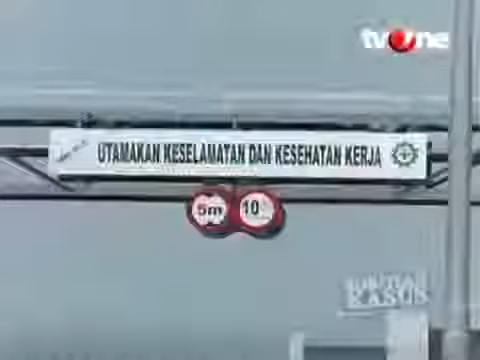 tvOne
UTAMAKAN KESELAMATAN DAN KESEHATAN KERJA
5m
10
KASUS